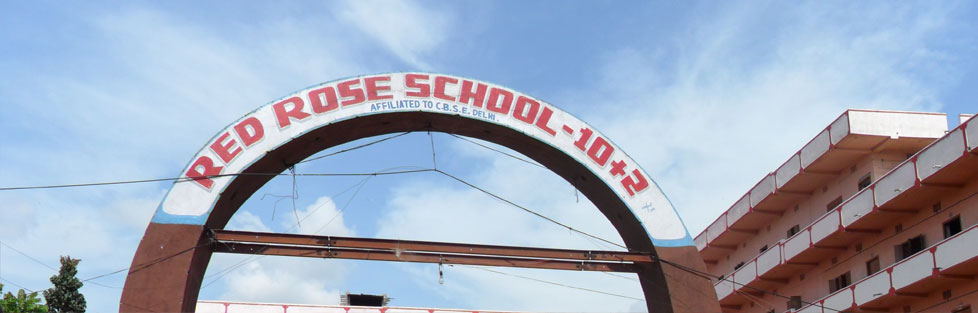 RED ROSE SCHOOL-10+2
AFFILIATED TO C.B.S.E. DELHI.